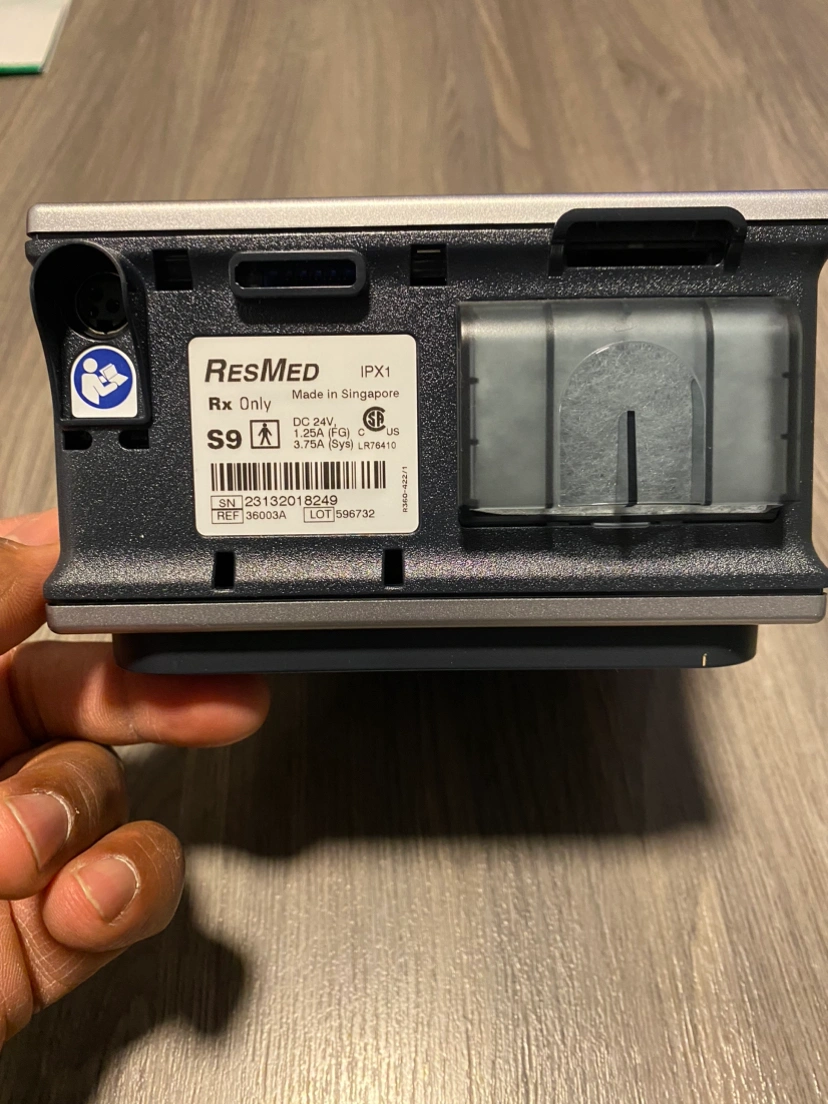 RESMED IPX1
Made in Singapore
Rx Only
S9
DC 24V,
1.25A (FG)
3.75A (Sys)
C US
LR76410
SN 23132018249
REF 36003A LOT 596732
R360-422/1